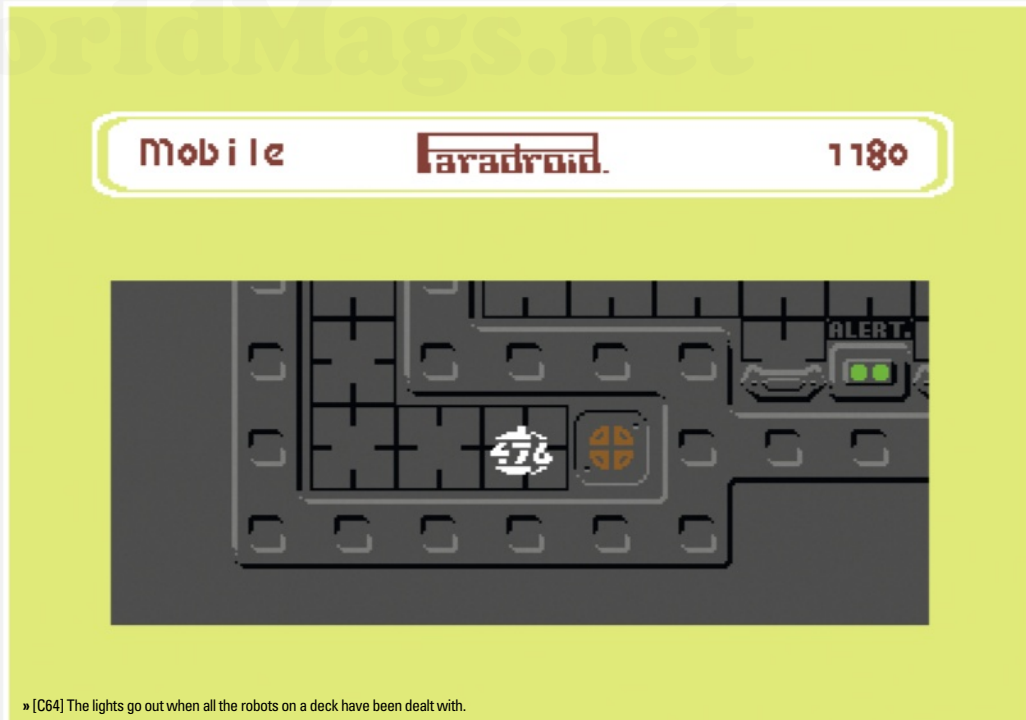 orldMags.net
Mobile Paradroid. 1180
ALERT.
476
» [C64] The lights go out when all the robots on a deck have been dealt with.